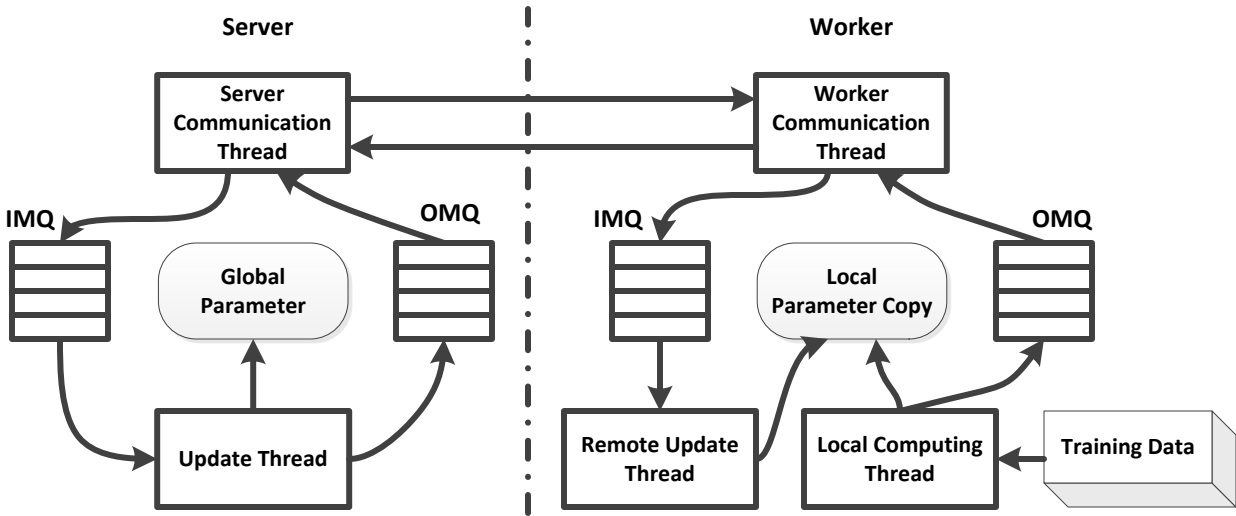 Server
Worker
Server
Communication
Thread
Worker
Communication
Thread
IMQ
OMQ
IMQ
OMQ
Global
Parameter
Local
Parameter Copy
Update Thread
Remote Update
Thread
Local Computing
Thread
Training Data